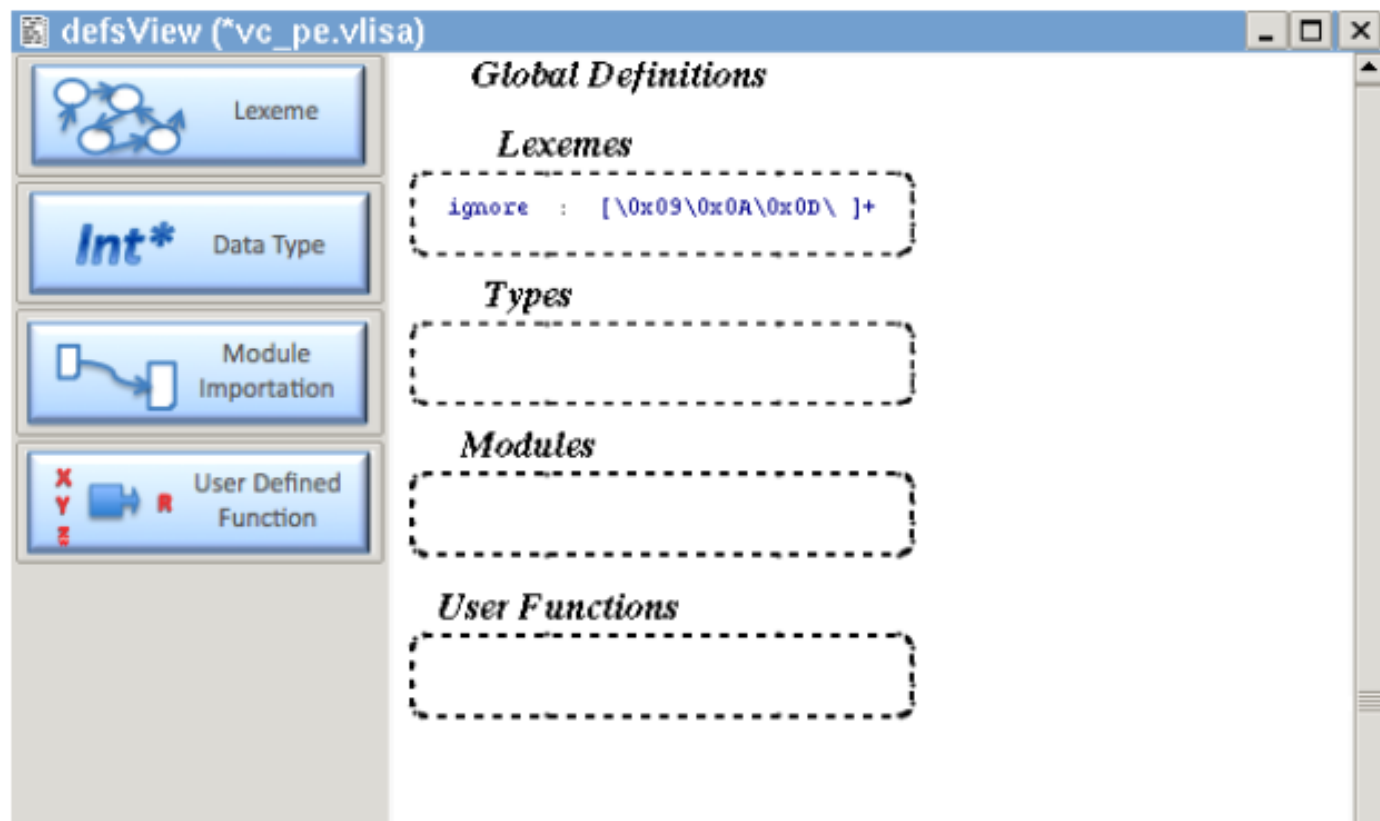 defsView (*vc_pe.vlisa)
Lexeme
Int* Data Type
Module
Importation
X
Y
Z
R
User Defined
Function
Global Definitions
Lexemes
ignore : [\0x09\0x0A\0x0D\ ]+
Types
Modules
User Functions